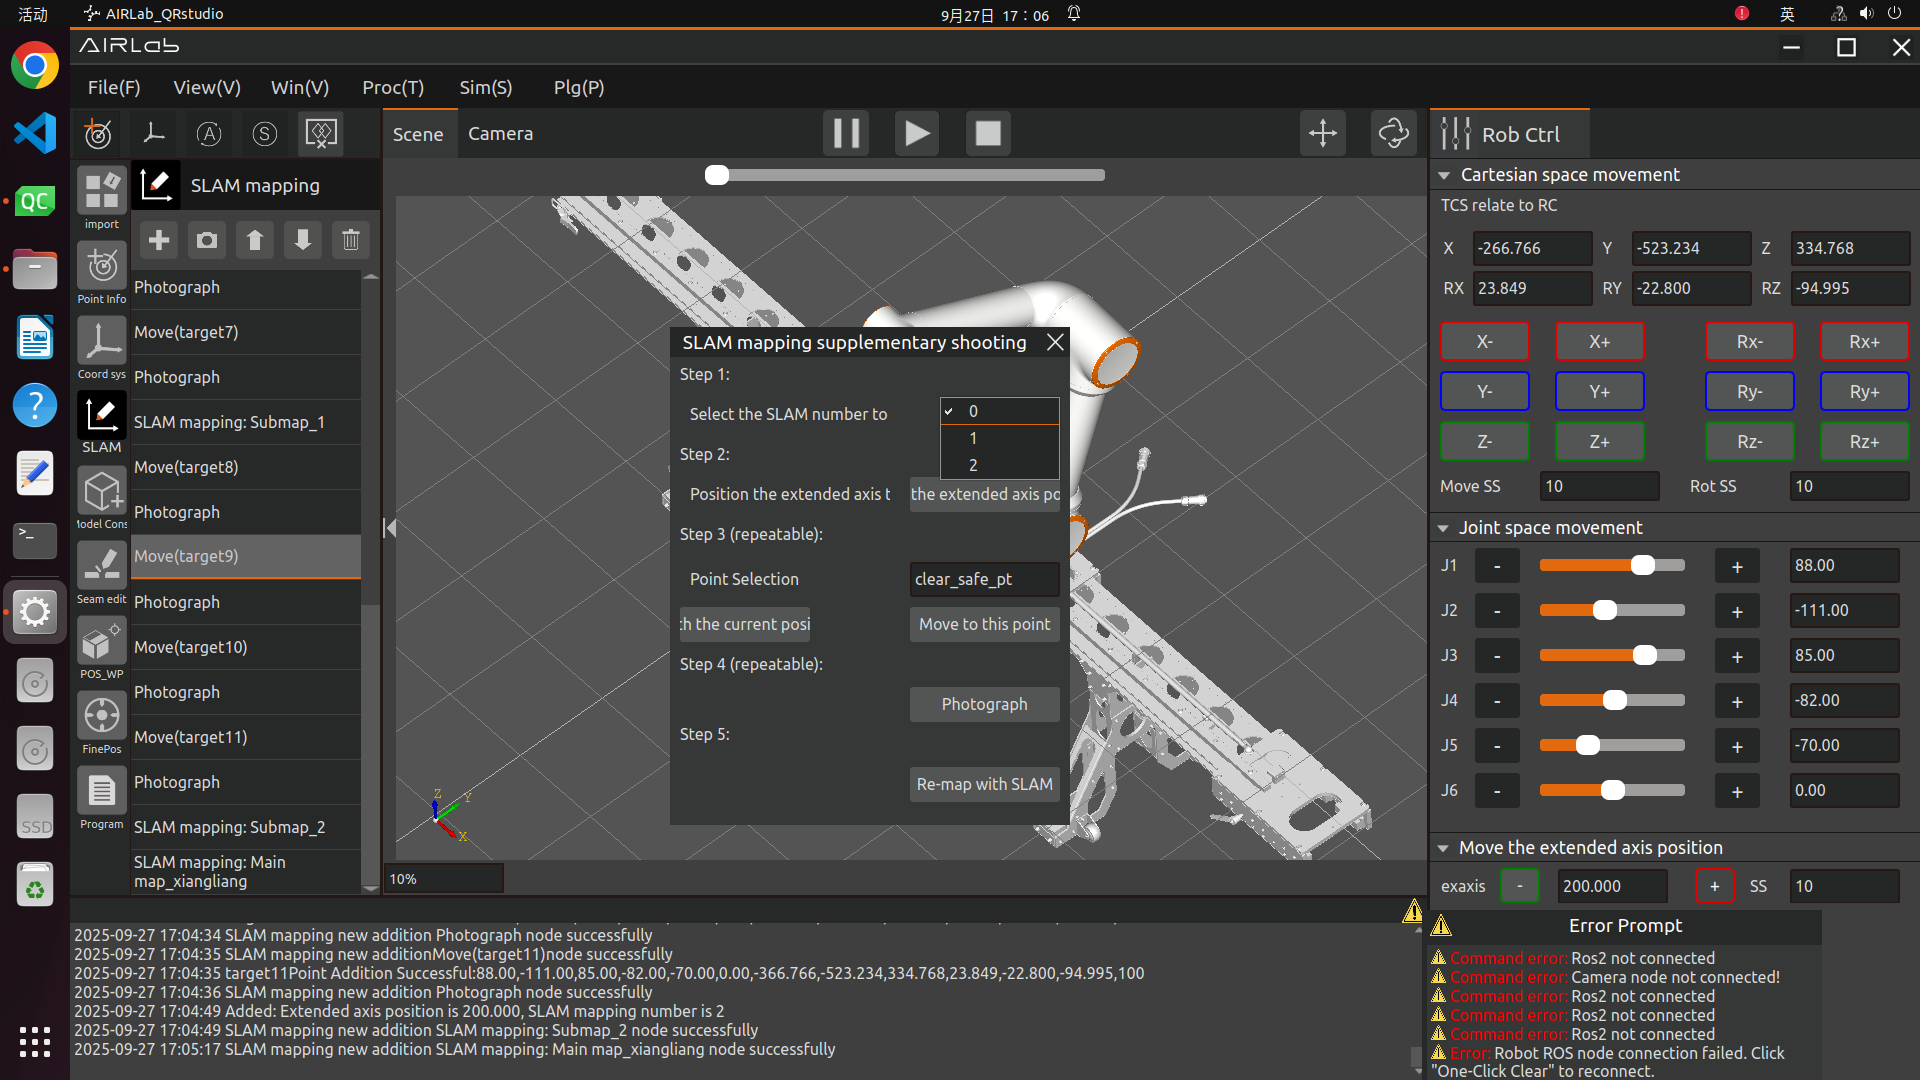 活动
AIRLab_QRstudio
9月27日 17：06
英
AIRLab
File(F)
View(V)
Win(V)
Proc(T)
Sim(S)
Plg(P)
Scene
Camera
Rob Ctrl
import
Point Info
Coord sys
SLAM
Model Cons
Seam edit
POS_WP
FinePos
Program
SLAM mapping
Photograph
Move(target7)
Photograph
SLAM mapping: Submap_1
Move(target8)
Photograph
Move(target9)
Photograph
Move(target10)
Photograph
Move(target11)
Photograph
SLAM mapping: Submap_2
SLAM mapping: Main
map_xiangliang
SLAM mapping supplementary shooting
Step 1:
Select the SLAM number to
0
1
2
Step 2:
Position the extended axis t
the extended axis po
Step 3 (repeatable):
Point Selection
clear_safe_pt
:h the current posi
Move to this point
Step 4 (repeatable):
Photograph
Step 5:
Re-map with SLAM
Z
Y
X
10%
Cartesian space movement
TCS relate to RC
X -266.766 Y -523.234 Z 334.768
RX 23.849 RY -22.800 RZ -94.995
X- X+ Rx- Rx+
Y- Y+ Ry- Ry+
Z- Z+ Rz- Rz+
Move SS 10 Rot SS 10
Joint space movement
J1 - + 88.00
J2 - + -111.00
J3 - + 85.00
J4 - + -82.00
J5 - + -70.00
J6 - + 0.00
Move the extended axis position
exaxis - 200.000 + SS 10
2025-09-27 17:04:34 SLAM mapping new addition Photograph node successfully
2025-09-27 17:04:35 SLAM mapping new additionMove(target11)node successfully
2025-09-27 17:04:35 target11Point Addition Successful:88.00,-111.00,85.00,-82.00,-70.00,0.00,-366.766,-523.234,334.768,23.849,-22.800,-94.995,100
2025-09-27 17:04:36 SLAM mapping new addition Photograph node successfully
2025-09-27 17:04:49 Added: Extended axis position is 200.000, SLAM mapping number is 2
2025-09-27 17:04:49 SLAM mapping new addition SLAM mapping: Submap_2 node successfully
2025-09-27 17:05:17 SLAM mapping new addition SLAM mapping: Main map_xiangliang node successfully
Error Prompt
Command error: Ros2 not connected
Command error: Camera node not connected!
Command error: Ros2 not connected
Command error: Ros2 not connected
Command error: Ros2 not connected
Error: Robot ROS node connection failed. Click
"One-Click Clear" to reconnect.
QC
SSD